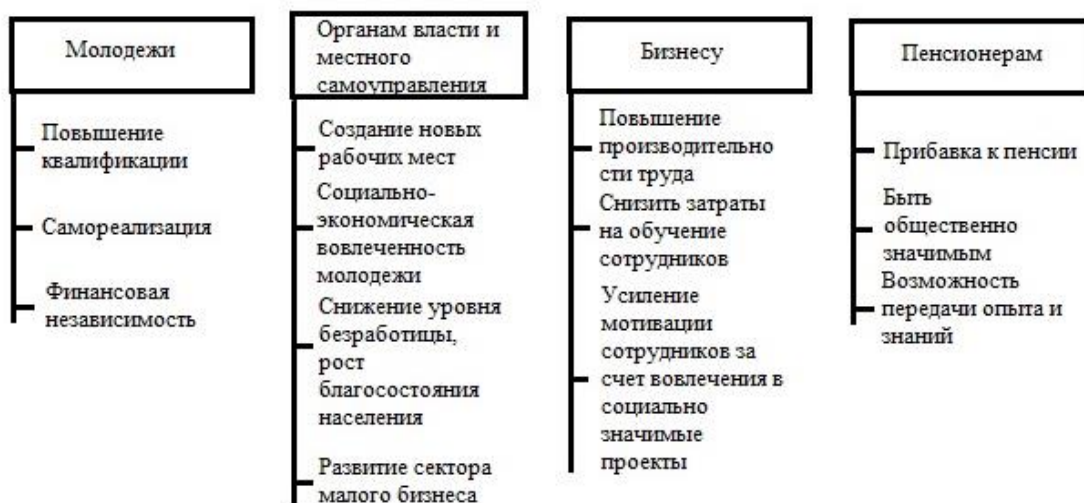 Молодежи
Повышение
квалификации
Самореализация
Финансовая
независимость
Органам власти и
местного
самоуправления
Создание новых
рабочих мест
Социально-
экономическая
вовлеченность
молодежи
Снижение уровня
безработицы,
рост
благосостояния
населения
Развитие сектора
малого бизнеса
Бизнесу
Повышение
производительно
сти труда
Снизить затраты
на обучение
сотрудников
Усиление
мотивации
сотрудников за
счет вовлечения в
социально
значимые
проекты
Пенсионерам
Прибавка к пенсии
Быть
общественно
значимым
Возможность
передачи опыта и
знаний